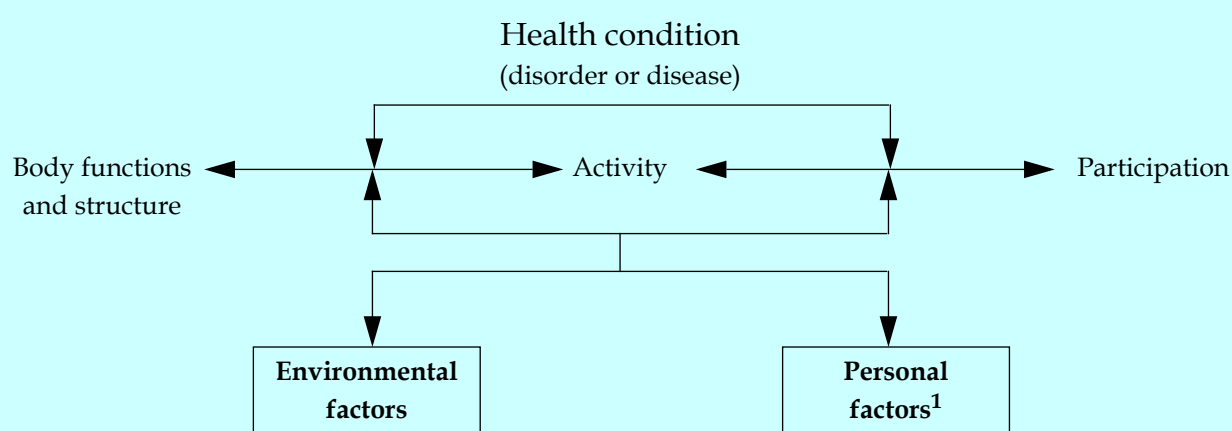 Health condition
(disorder or disease)
Body functions
and structure
Activity
Participation
Environmental
factors
Personal
factors1